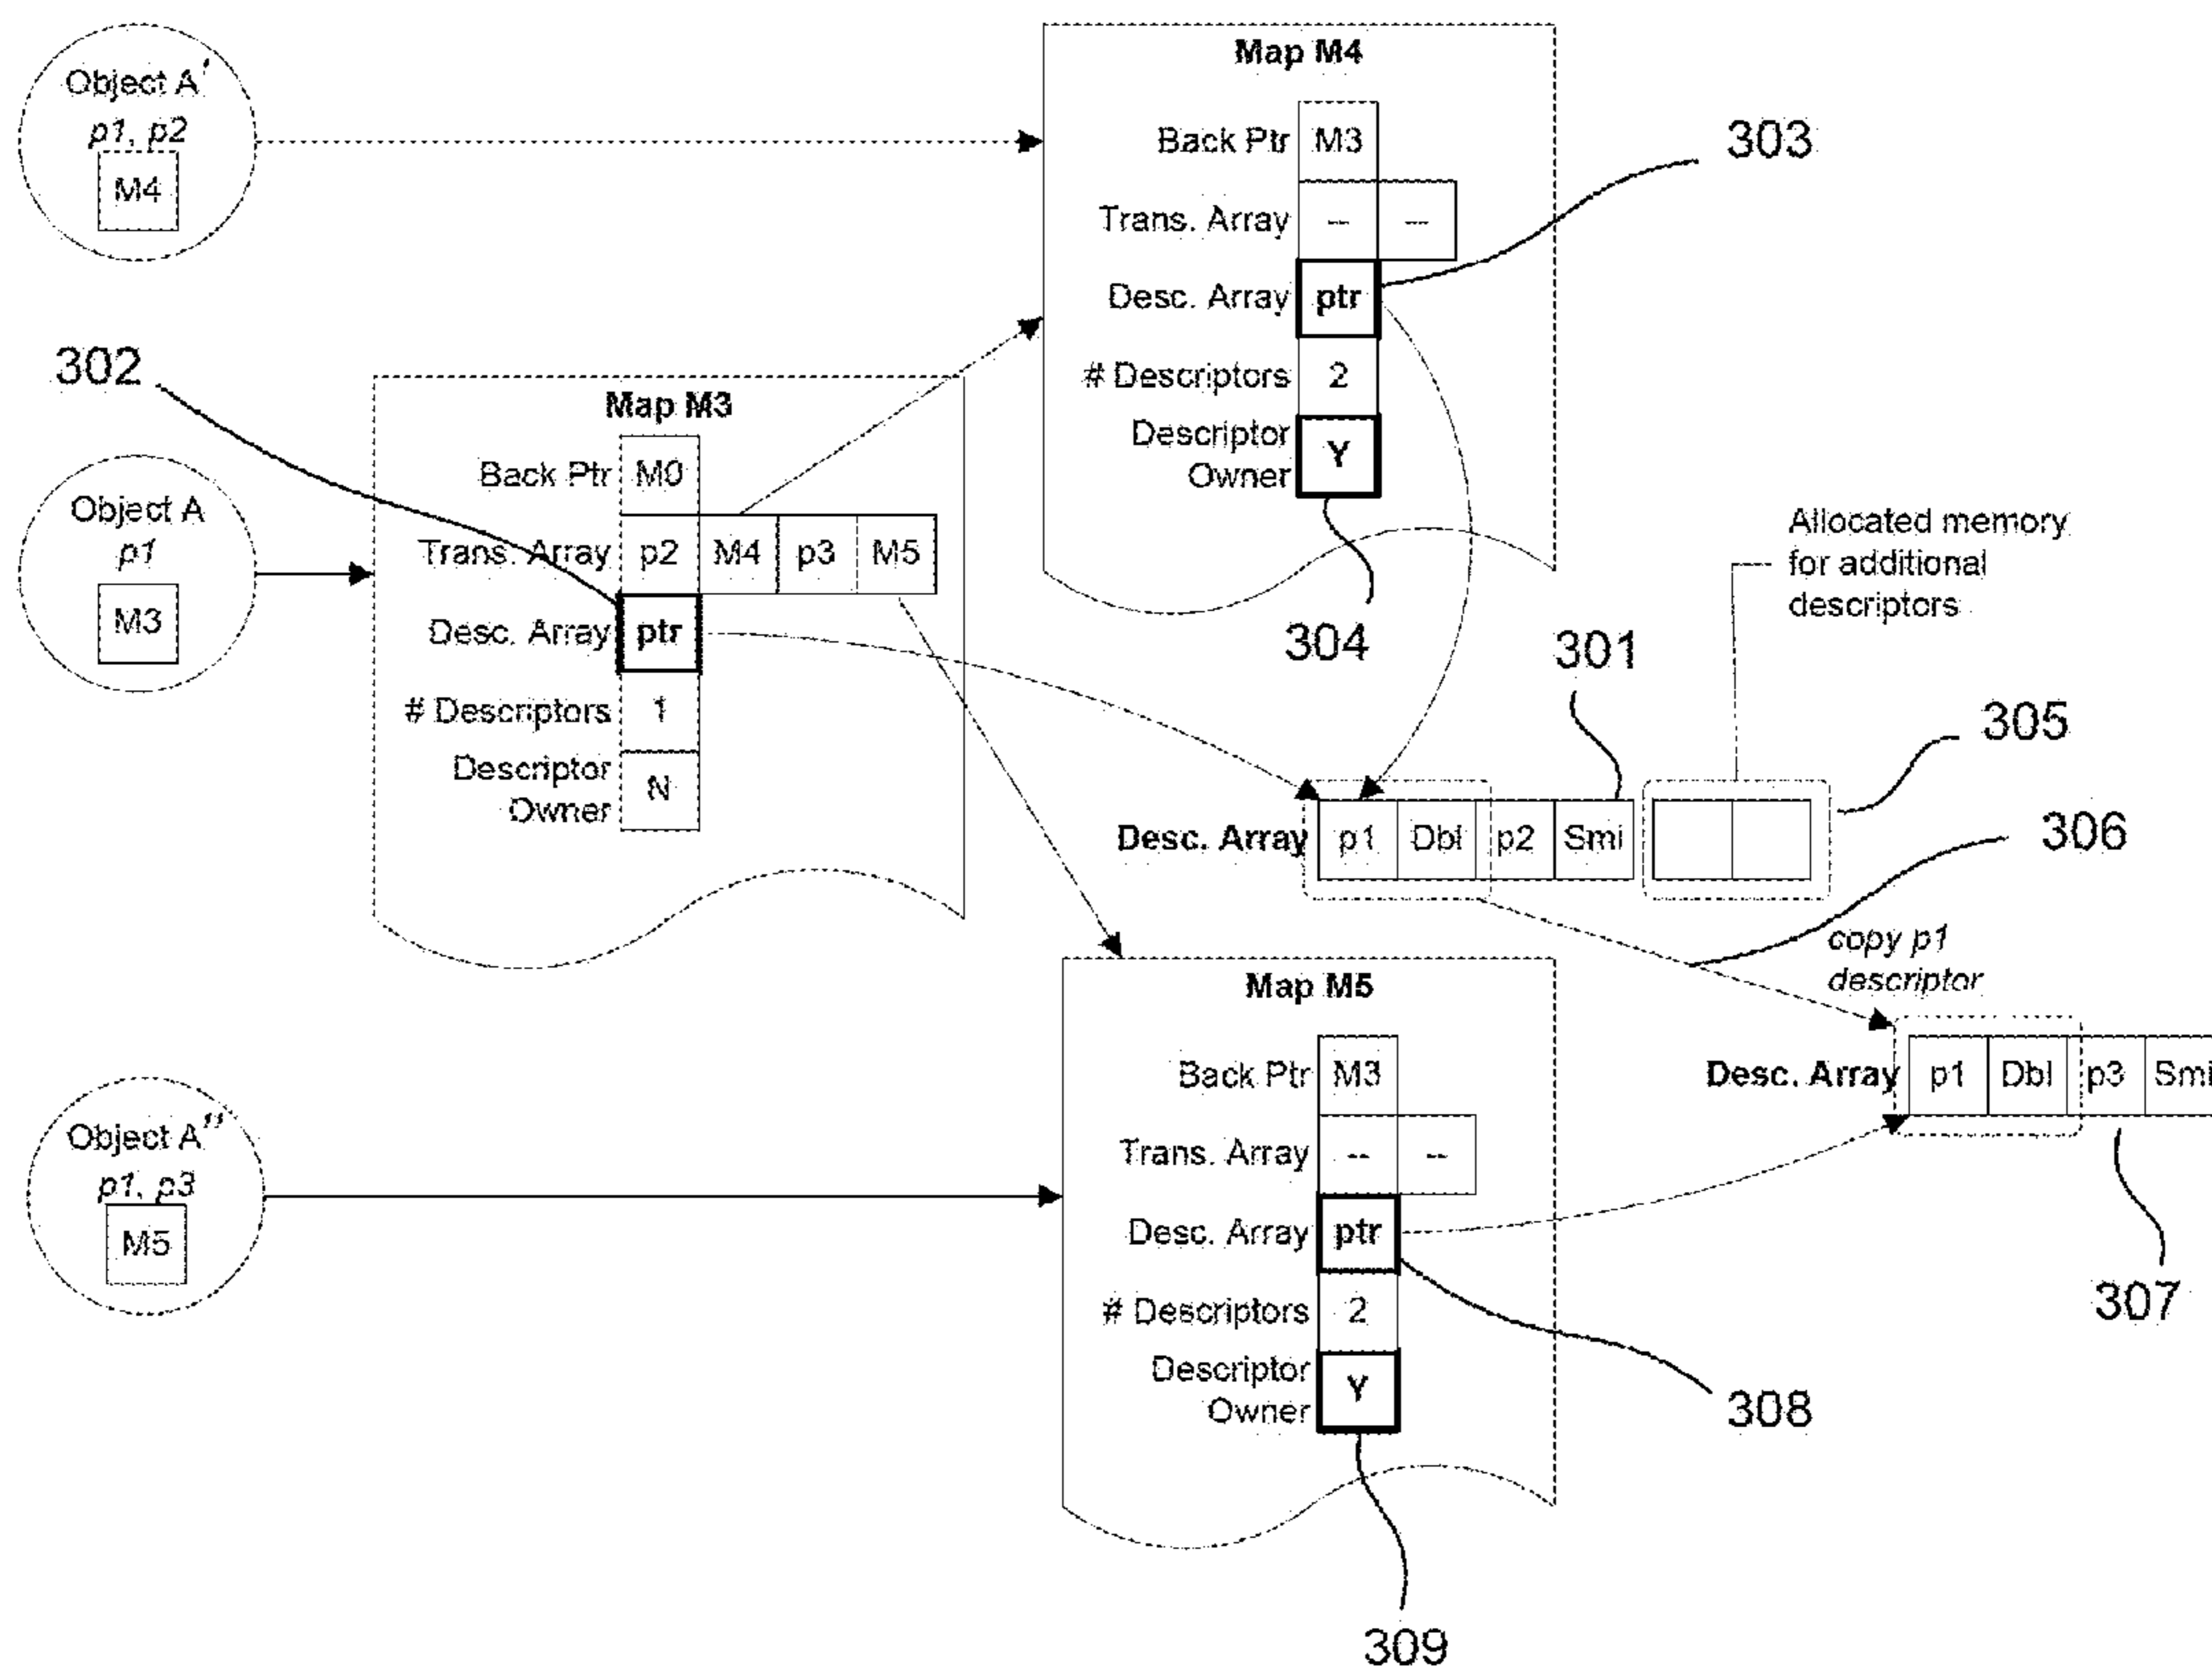 Object A'
p1, p2
M4
Map M4
Back Ptr M3
Trans. Array -- --
Desc. Array ptr
# Descriptors 2
Descriptor
Owner Y
303
304
302
Object A
p1
M3
Map M3
Back Ptr M0
Trans. Array p2 M4 p3 M5
Desc. Array ptr
# Descriptors 1
Descriptor
Owner N
Allocated memory
for additional
descriptors
301
305
Desc. Array p1 Dbl p2 Smi
306
copy p1
descriptor
Desc. Array p1 Dbl p3 Smi
307
Object A''
p1, p3
M5
Map M5
Back Ptr M3
Trans. Array -- --
Desc. Array ptr
# Descriptors 2
Descriptor
Owner Y
308
309